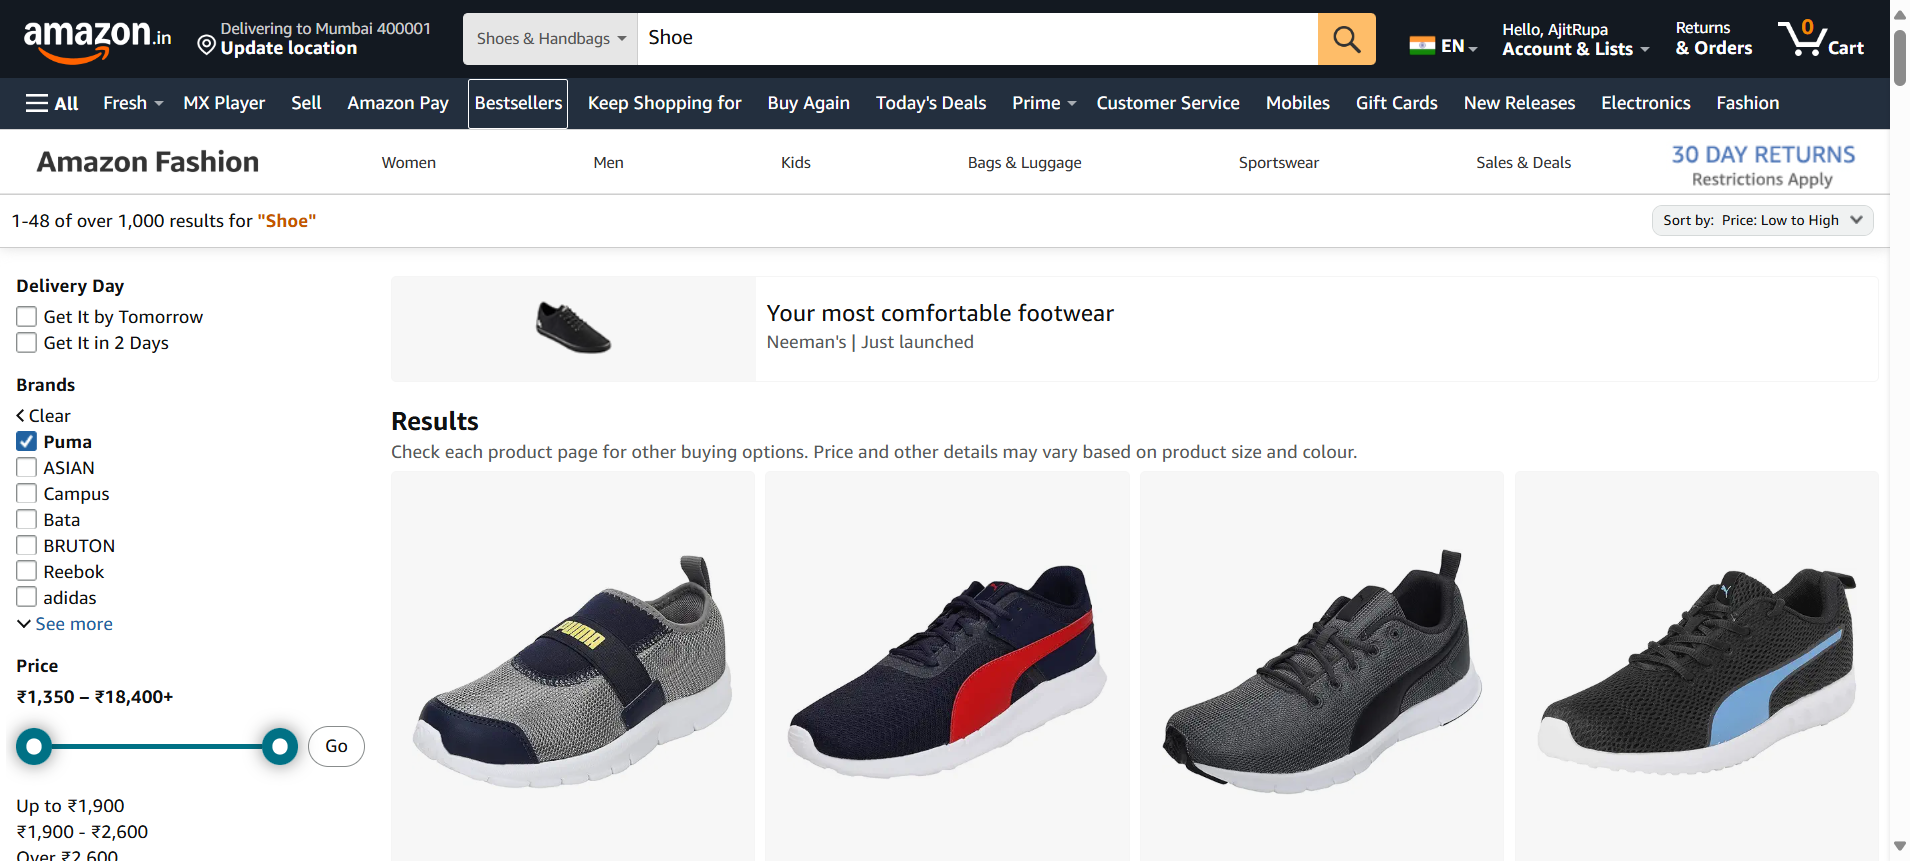 amazon.in
Delivering to Mumbai 400001
Update location
Shoes & Handbags
Shoe
EN
Hello, AjitRupa
Account & Lists
Returns
& Orders
0
Cart
All
Fresh
MX Player
Sell
Amazon Pay
Bestsellers
Keep Shopping for
Buy Again
Today's Deals
Prime
Customer Service
Mobiles
Gift Cards
New Releases
Electronics
Fashion
Amazon Fashion
Women
Men
Kids
Bags & Luggage
Sportswear
Sales & Deals
30 DAY RETURNS
Restrictions Apply
1-48 of over 1,000 results for "Shoe"
Sort by: Price: Low to High
Delivery Day
Get It by Tomorrow
Get It in 2 Days
Brands
Clear
Puma
ASIAN
Campus
Bata
BRUTON
Reebok
adidas
See more
Price
₹1,350 – ₹18,400+
Go
Up to ₹1,900
₹1,900 - ₹2,600
Over ₹2,600
Your most comfortable footwear
Neeman's | Just launched
Results
Check each product page for other buying options. Price and other details may vary based on product size and colour.
PUMA